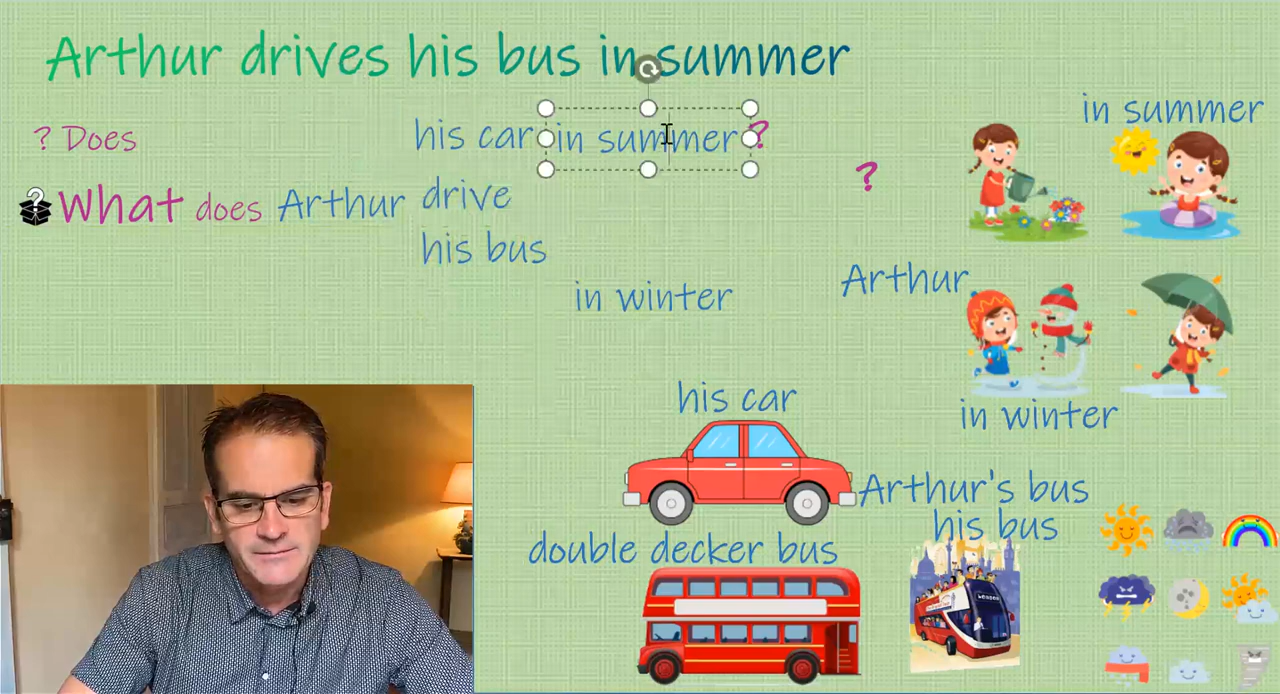 Arthur drives his bus in summer
? Does his car in summer ?
?
What does Arthur drive
his bus
in winter
in summer
Arthur
in winter
his car
Arthur's bus
his bus
double decker bus